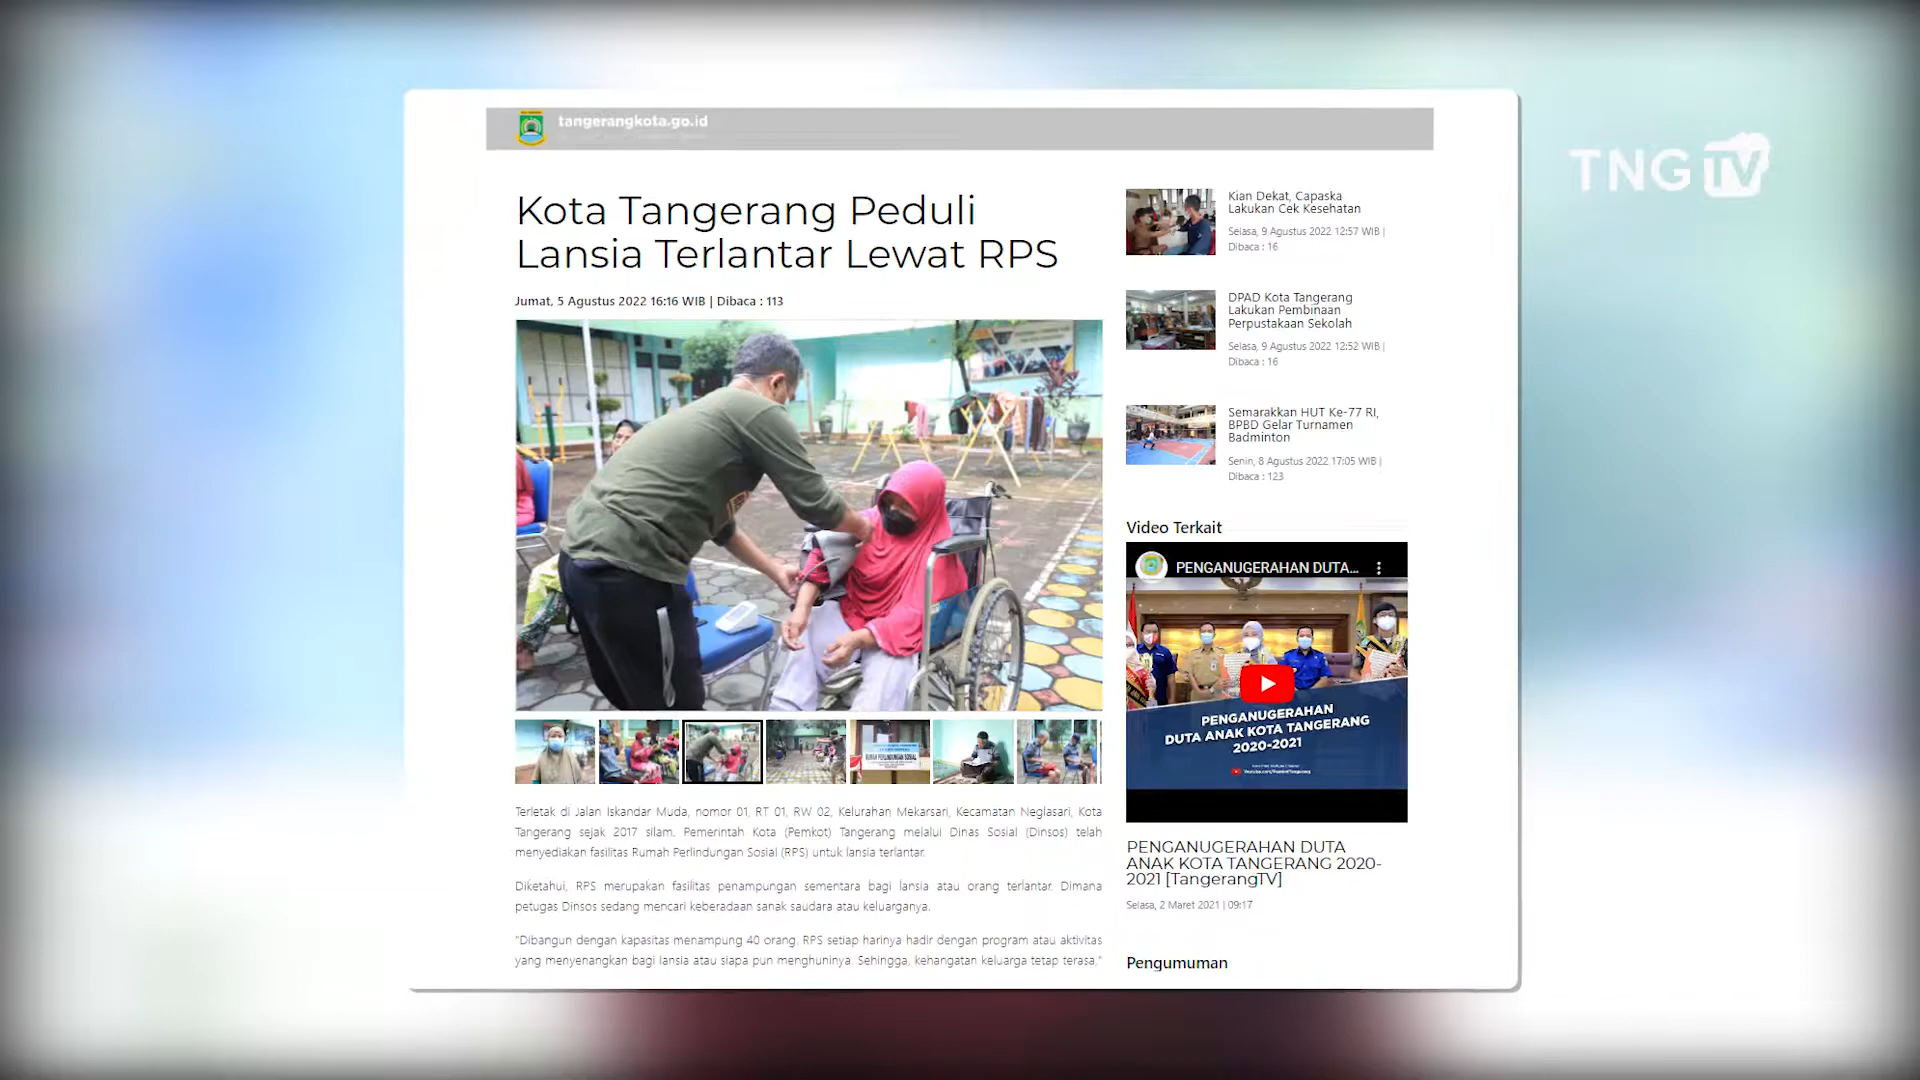 tangerangkota.go.id
TNG TV
Kota Tangerang Peduli
Lansia Terlantar Lewat RPS
Jumat, 5 Agustus 2022 16:16 WIB | Dibaca : 113
RUMAH PERLINDUNGAN SOSIAL
Terletak di Jalan Iskandar Muda, nomor 01, RT 01, RW 02, Kelurahan Mekarsari, Kecamatan Neglasari, Kota
Tangerang sejak 2017 silam. Pemerintah Kota (Pemkot) Tangerang melalui Dinas Sosial (Dinsos) telah
menyediakan fasilitas Rumah Perlindungan Sosial (RPS) untuk lansia terlantar.
Diketahui, RPS merupakan fasilitas penampungan sementara bagi lansia atau orang terlantar. Dimana
petugas Dinsos sedang mencari keberadaan sanak saudara atau keluarganya.
"Dibangun dengan kapasitas menampung 40 orang. RPS setiap harinya hadir dengan program atau aktivitas
yang menyenangkan bagi lansia atau siapa pun menghuninya. Sehingga, kehangatan keluarga tetap terasa,"
Kian Dekat, Capaska
Lakukan Cek Kesehatan
Selasa, 9 Agustus 2022 12:57 WIB |
Dibaca : 16
DPAD Kota Tangerang
Lakukan Pembinaan
Perpustakaan Sekolah
Selasa, 9 Agustus 2022 12:52 WIB |
Dibaca : 16
Semarakkan HUT Ke-77 RI,
BPBD Gelar Turnamen
Badminton
Senin, 8 Agustus 2022 17:05 WIB |
Dibaca : 123
Video Terkait
PENGANUGERAHAN DUTA...
PENGANUGERAHAN
DUTA ANAK KOTA TANGERANG
2020-2021
PENGANUGERAHAN DUTA
ANAK KOTA TANGERANG 2020-
2021 [TangerangTV]
Selasa, 2 Maret 2021 | 09:17
Pengumuman